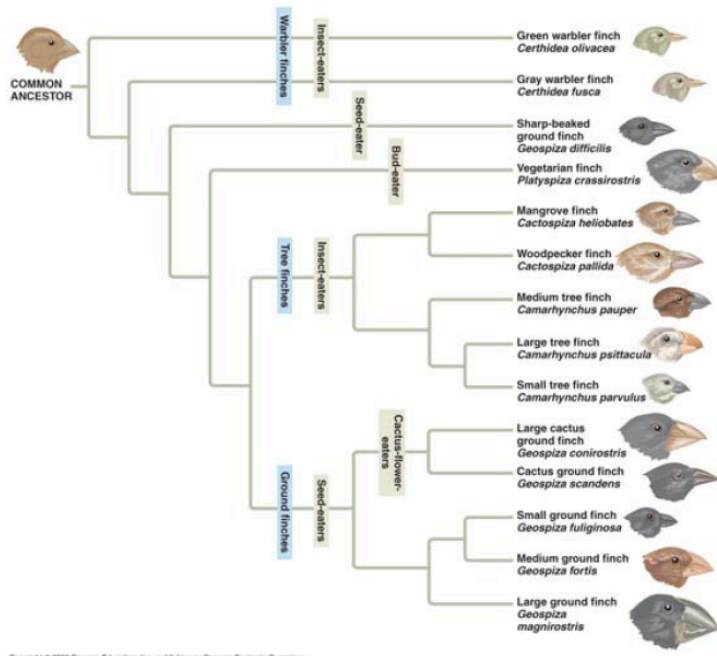 COMMON
ANCESTOR
Warbler finches
Insect-eaters
Green warbler finch
Certhidea olivacea
Gray warbler finch
Certhidea fusca
Seed-eater
Sharp-beaked
ground finch
Geospiza difficilis
Bud-eater
Vegetarian finch
Platyspiza crassirostris
Tree finches
Insect-eaters
Mangrove finch
Cactospiza heliobates
Woodpecker finch
Cactospiza pallida
Medium tree finch
Camarhynchus pauper
Large tree finch
Camarhynchus psittacula
Small tree finch
Camarhynchus parvulus
Ground finches
Seed-eaters
Cactus-flower-
eaters
Large cactus
ground finch
Geospiza conirostris
Cactus ground finch
Geospiza scandens
Small ground finch
Geospiza fuliginosa
Medium ground finch
Geospiza fortis
Large ground finch
Geospiza
magnirostris